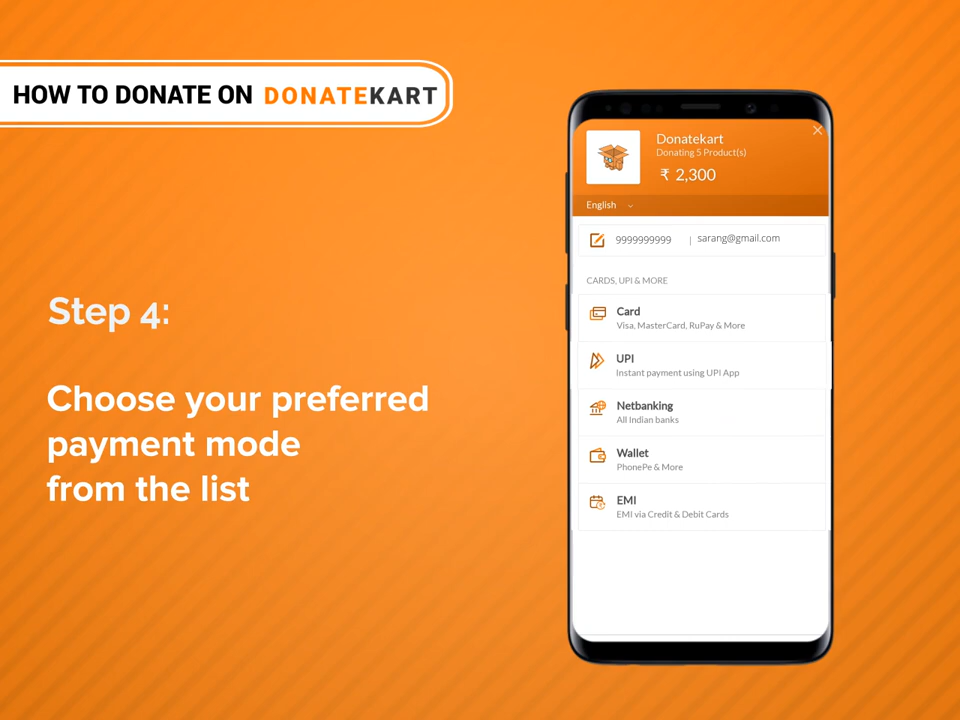 HOW TO DONATE ON DONATEKART
Step 4:
Choose your preferred
payment mode
from the list
Donatekart
Donating 5 Product(s)
₹ 2,300
English
9999999999 | sarang@gmail.com
CARDS, UPI & MORE
Card
Visa, MasterCard, RuPay & More
UPI
Instant payment using UPI App
Netbanking
All Indian banks
Wallet
PhonePe & More
EMI
EMI via Credit & Debit Cards